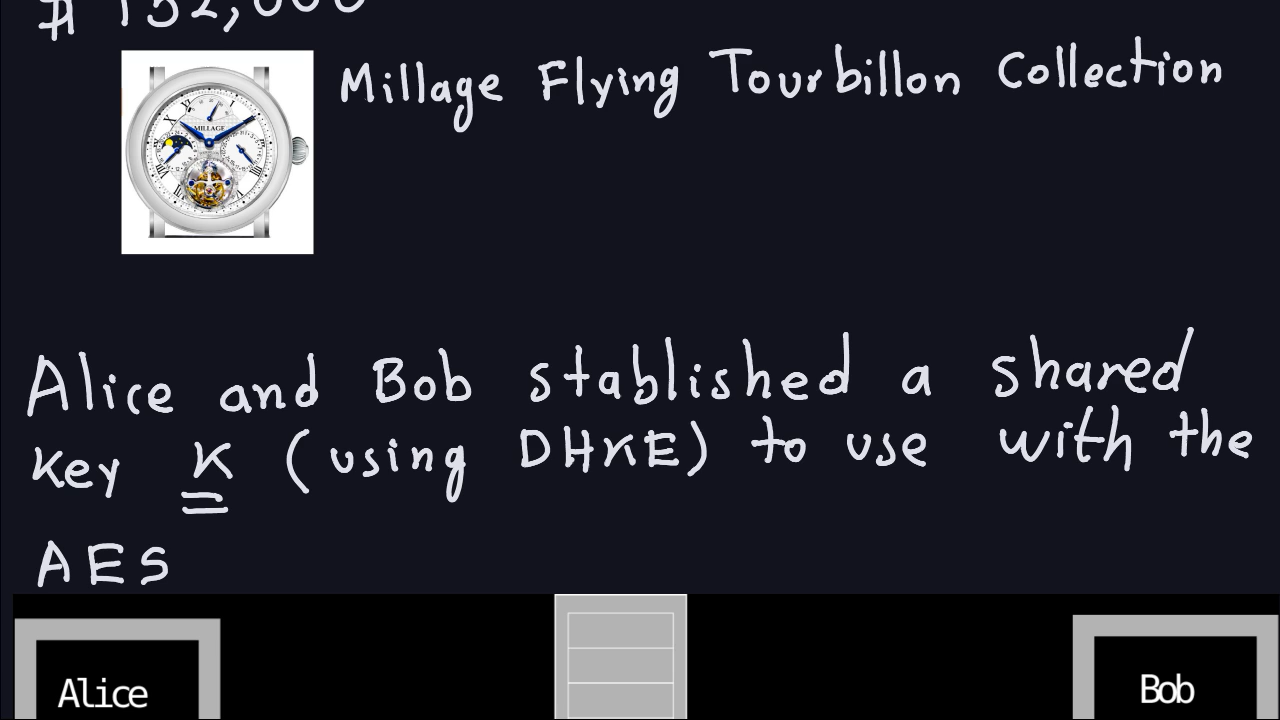 Millage Flying Tourbillon Collection
MILLAGE
Alice and Bob stablished a shared
key K (using DHKE) to use with the
AES
Alice
Bob